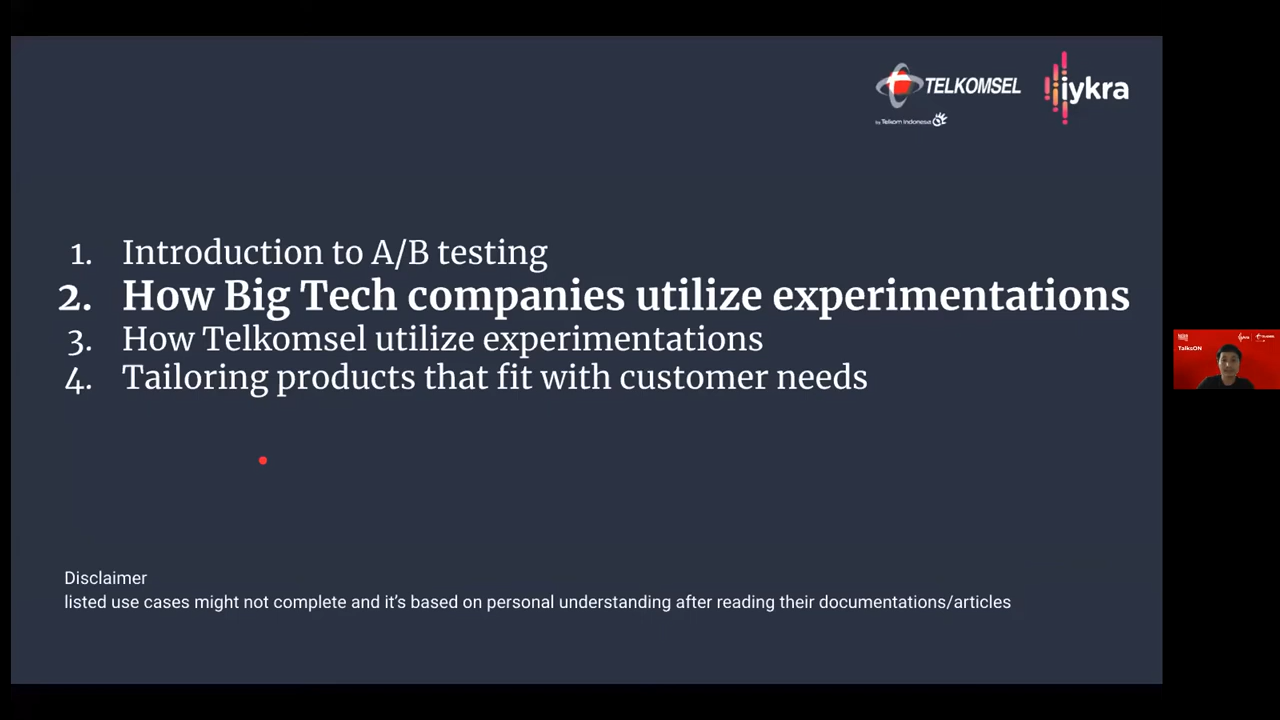 TELKOMSEL
by Telkom Indonesia
iykra
1. Introduction to A/B testing
2. How Big Tech companies utilize experimentations
3. How Telkomsel utilize experimentations
4. Tailoring products that fit with customer needs
TalksON
Disclaimer
listed use cases might not complete and it's based on personal understanding after reading their documentations/articles